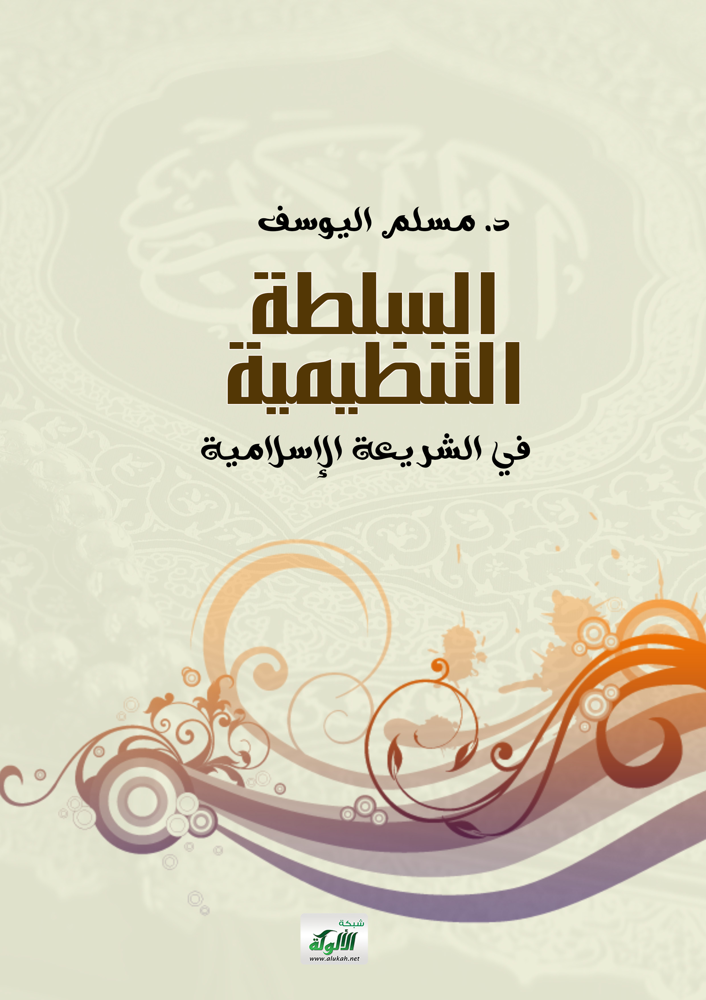 د. مسلم اليوسف
السلطة
التنظيمية
في الشريعة الإسلامية
شبكة
الألوكة
www.alukah.net